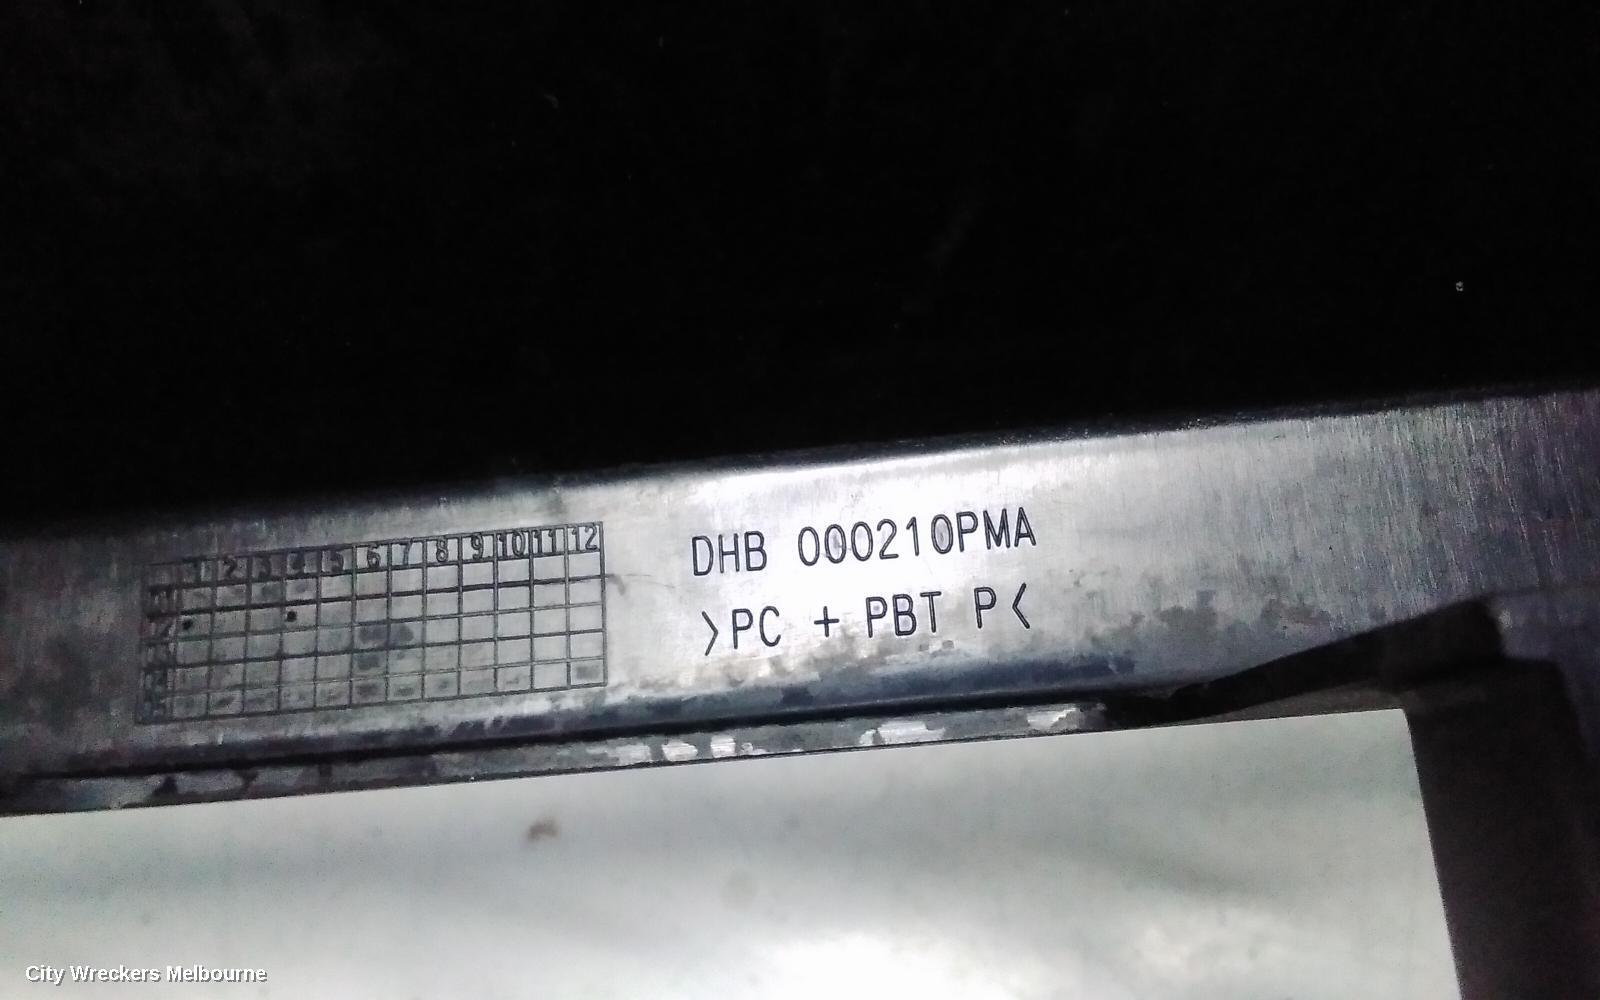 1 2 3 4 5 6 7 8 9 10 11 12
DHB 000210PMA
>PC + PBT P<
City Wreckers Melbourne